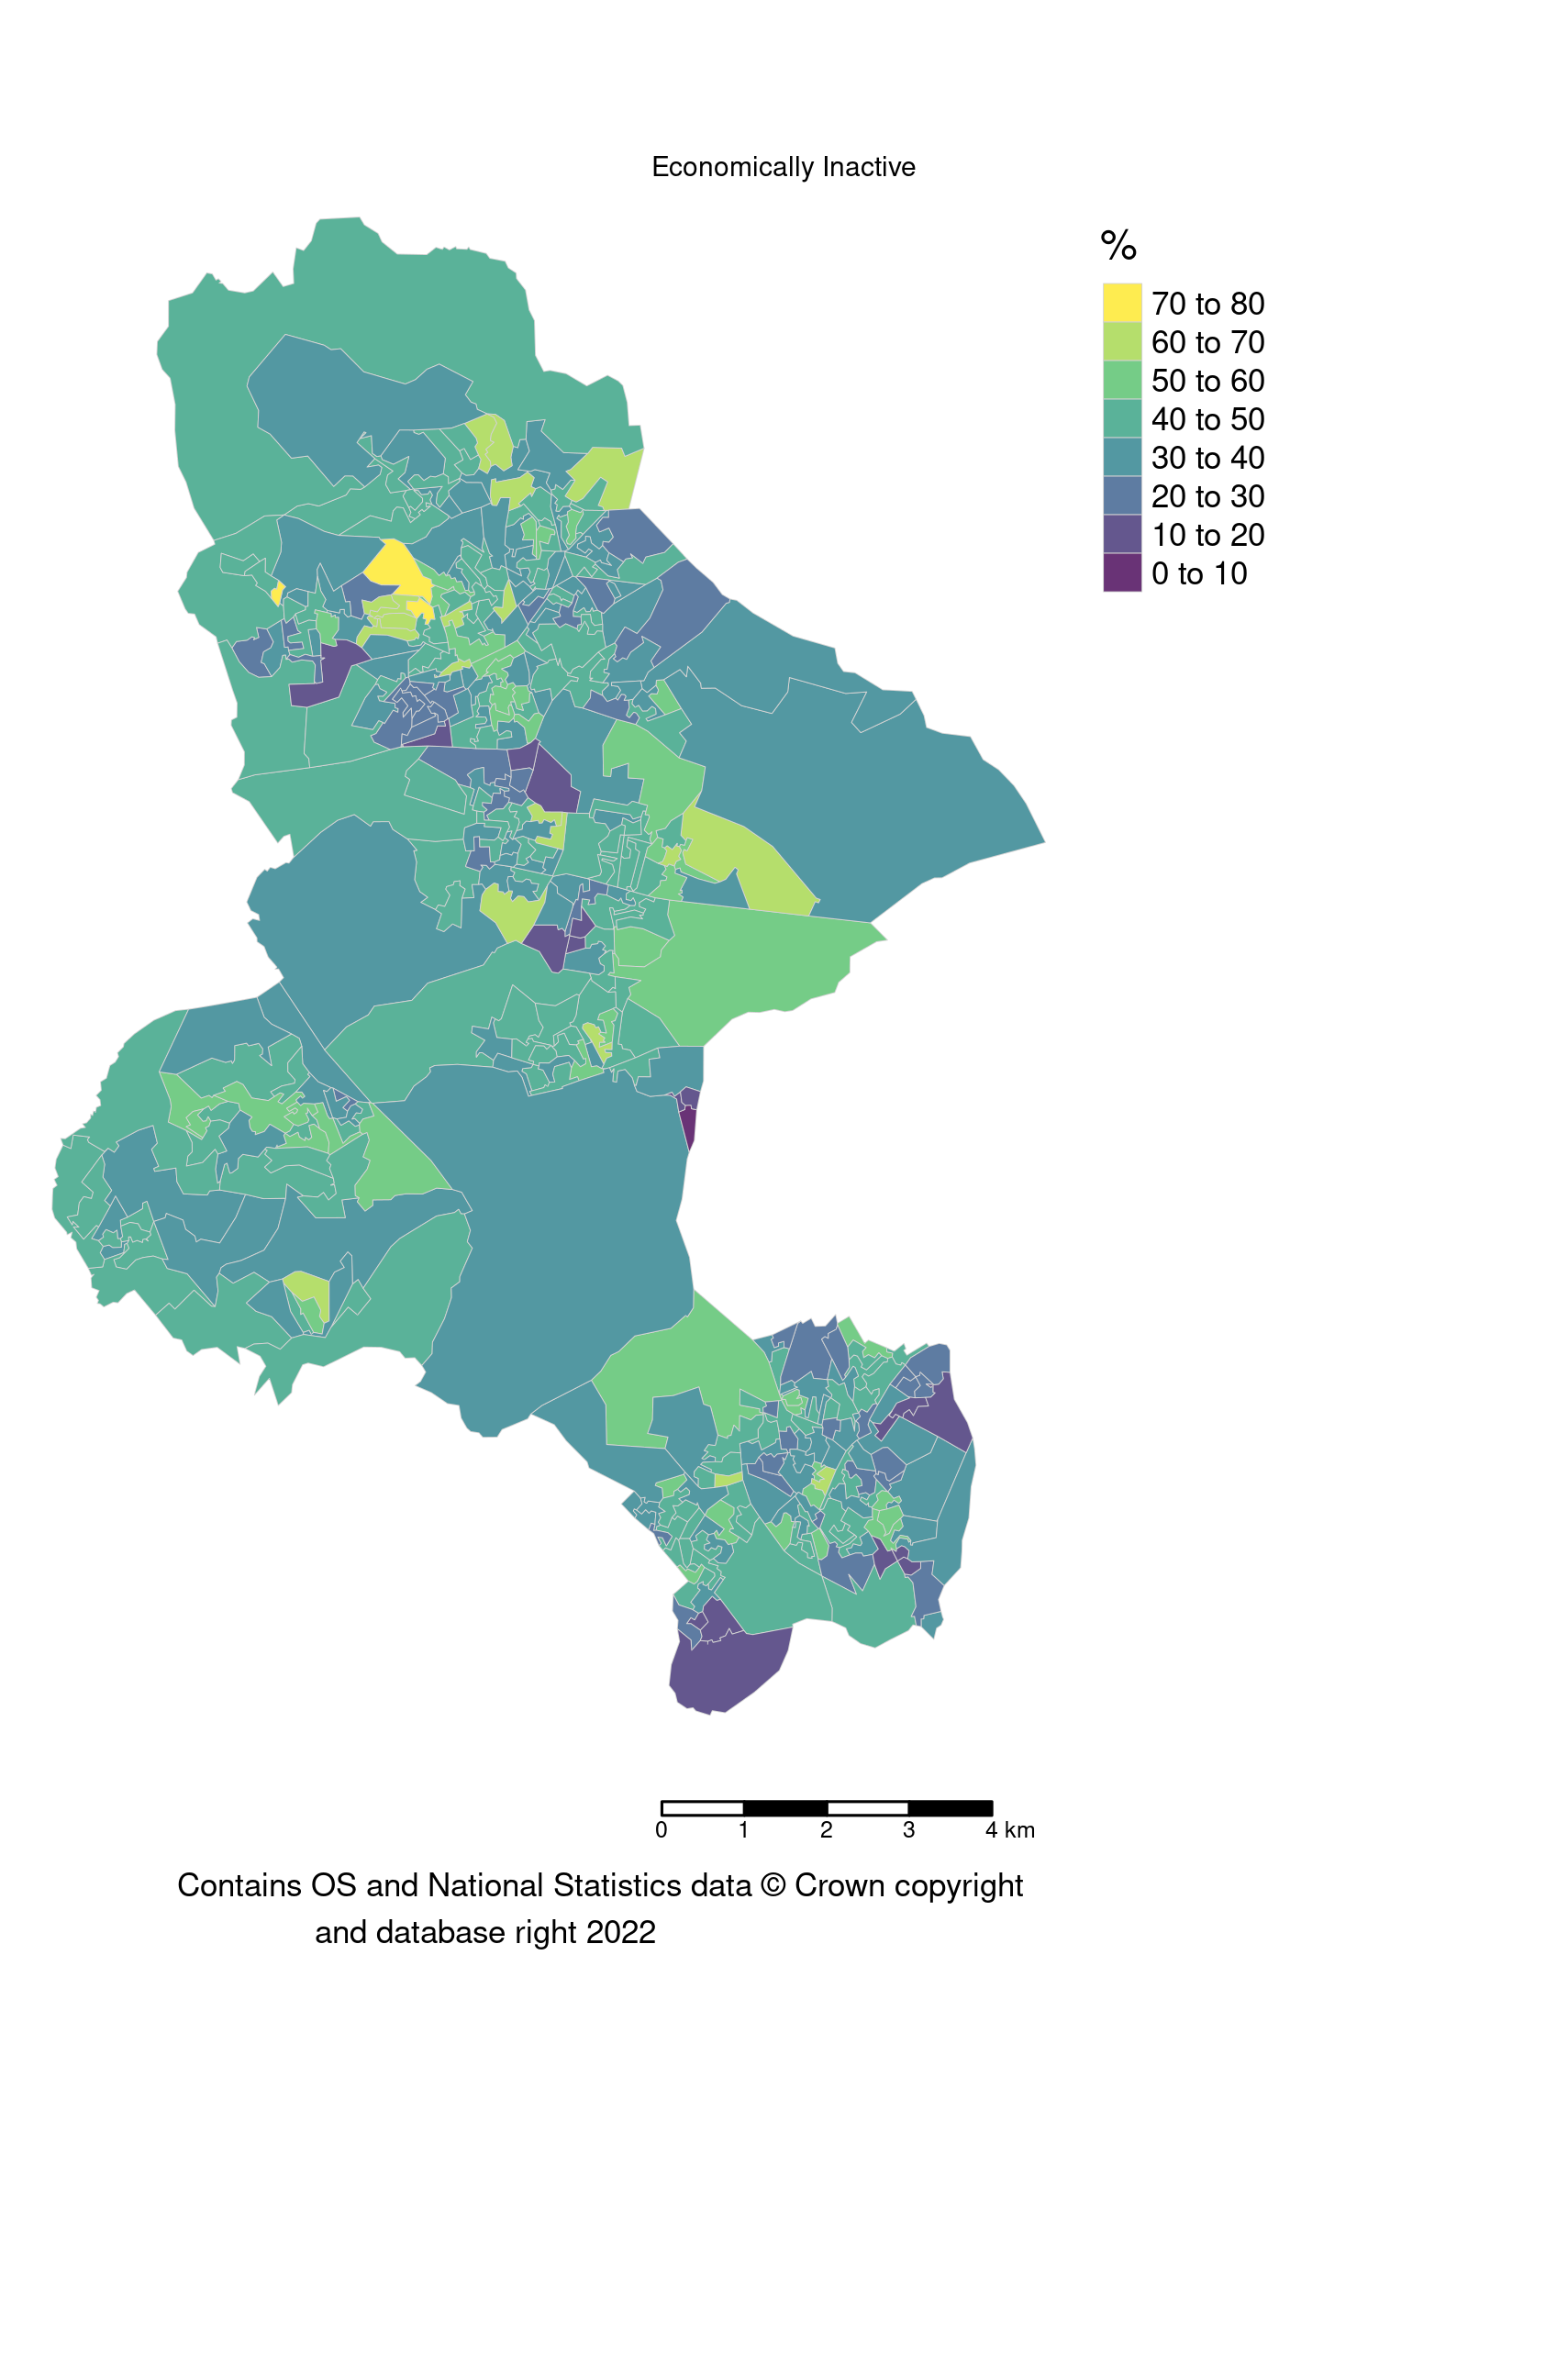 Economically Inactive
%
70 to 80
60 to 70
50 to 60
40 to 50
30 to 40
20 to 30
10 to 20
0 to 10
0 1 2 3 4 km
Contains OS and National Statistics data © Crown copyright
and database right 2022